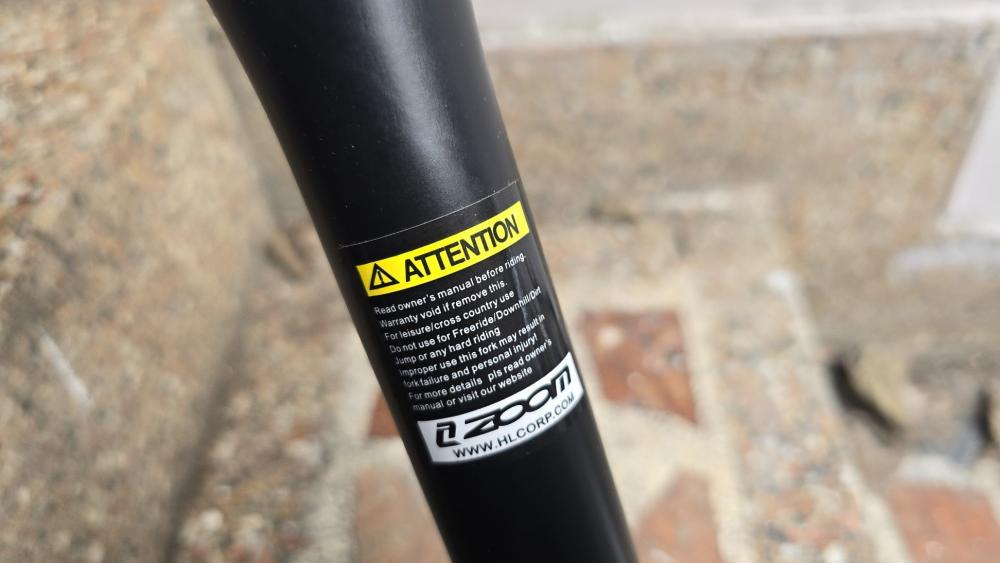 ATTENTION
Read owner's manual before riding.
Warranty void if remove this.
For leisure/cross country use
Do not use for Freeride/Downhill/Dirt
Jump or any hard riding
Improper use this fork may result in
fork failure and personal injury!
For more details pls read owner's
manual or visit our website
ZOOM
WWW.HLCORP.COM